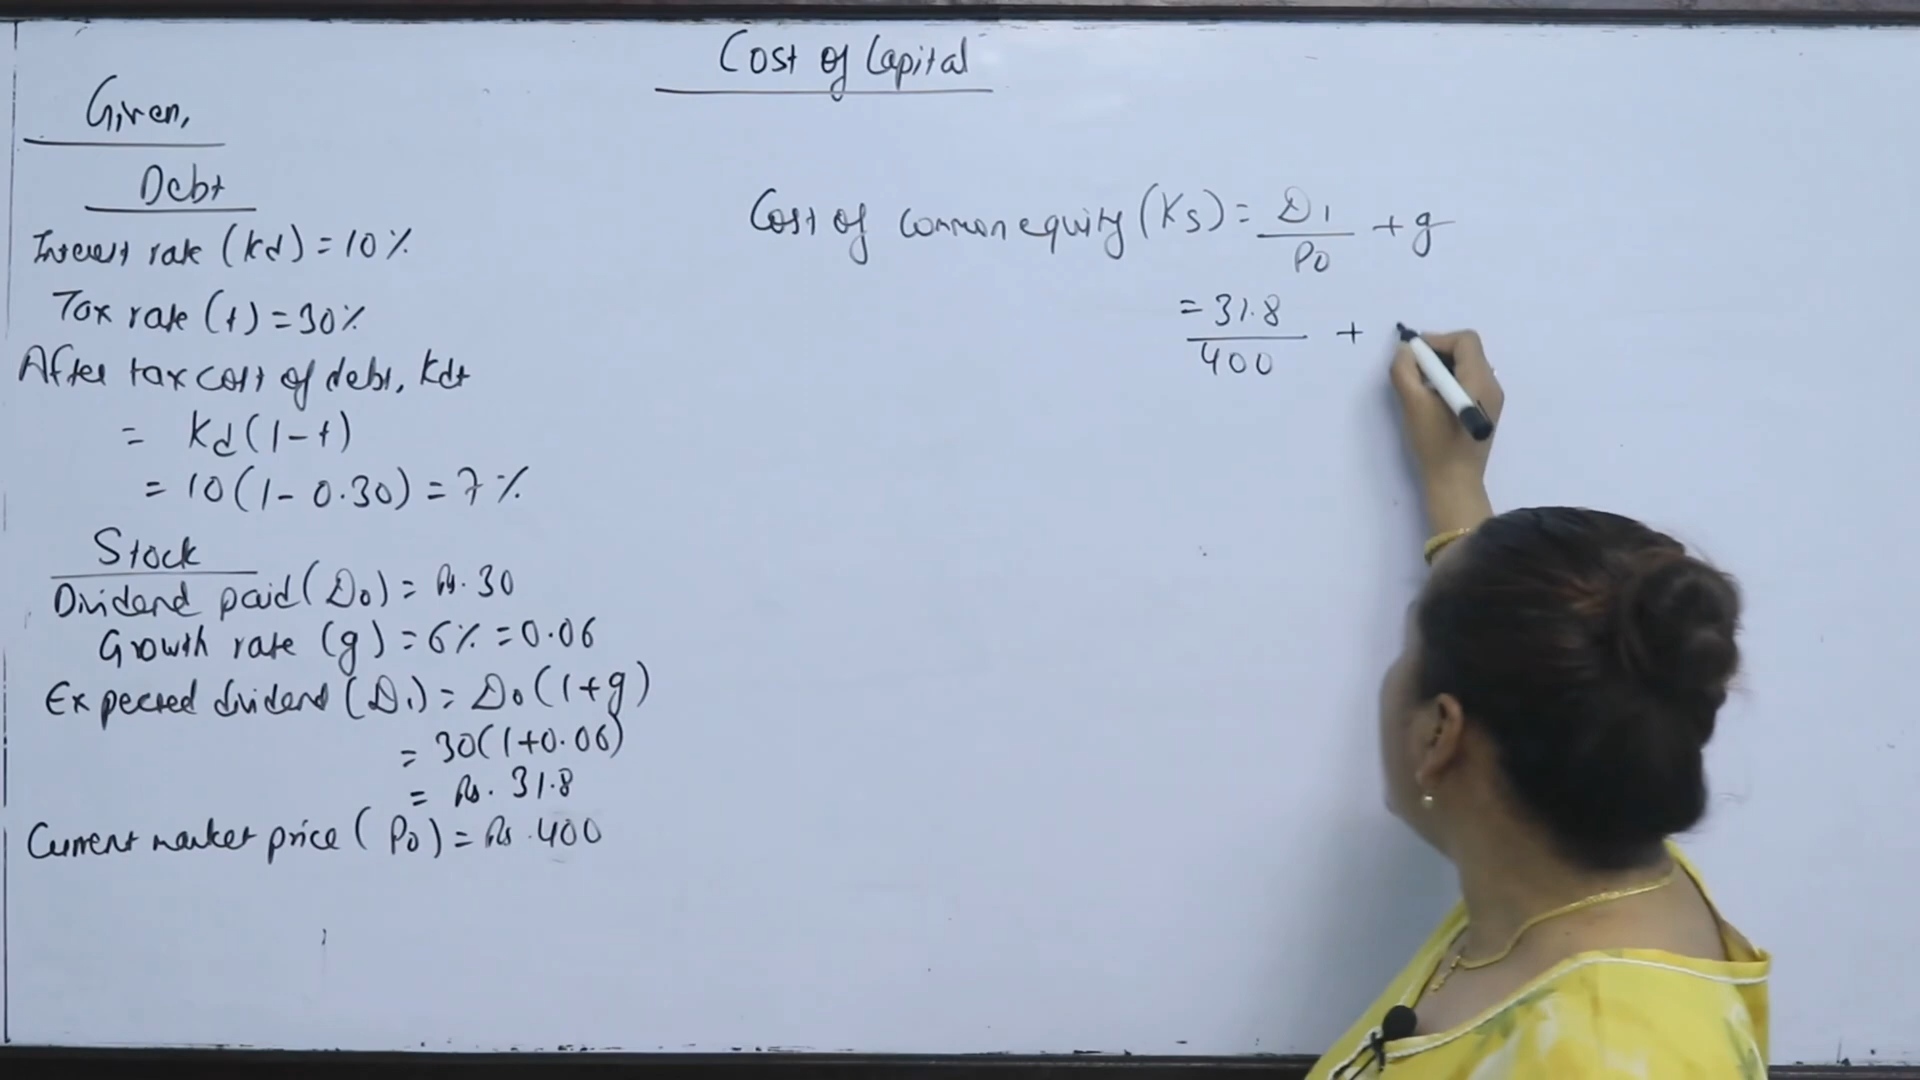 Cost of Capital
Given,
Debt
Interest rate (kd) = 10%
Tax rate (t) = 30%
After tax cost of debt, Kdt
= Kd(1-t)
= 10(1-0.30) = 7%
Stock
Dividend paid (D0) = Rs. 30
Growth rate (g) = 6% = 0.06
Expected dividend (D1) = D0(1+g)
= 30(1+0.06)
= Rs. 31.8
Current market price (P0) = Rs. 400
Cost of common equity (Ks) = D1/P0 + g
= 31.8/400 +